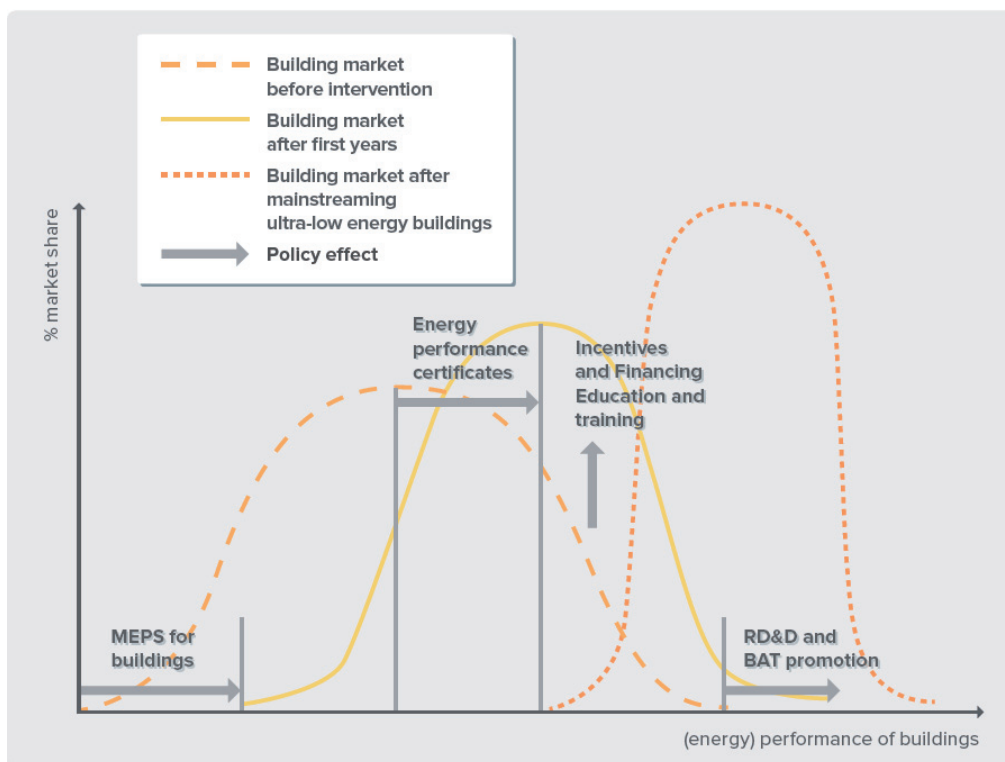 Building market
before intervention
Building market
after first years
Building market after
mainstreaming
ultra-low energy buildings
Policy effect
% market share
Energy
performance
certificates
Incentives
and Financing
Education and
training
MEPS for
buildings
RD&D and
BAT promotion
(energy) performance of buildings